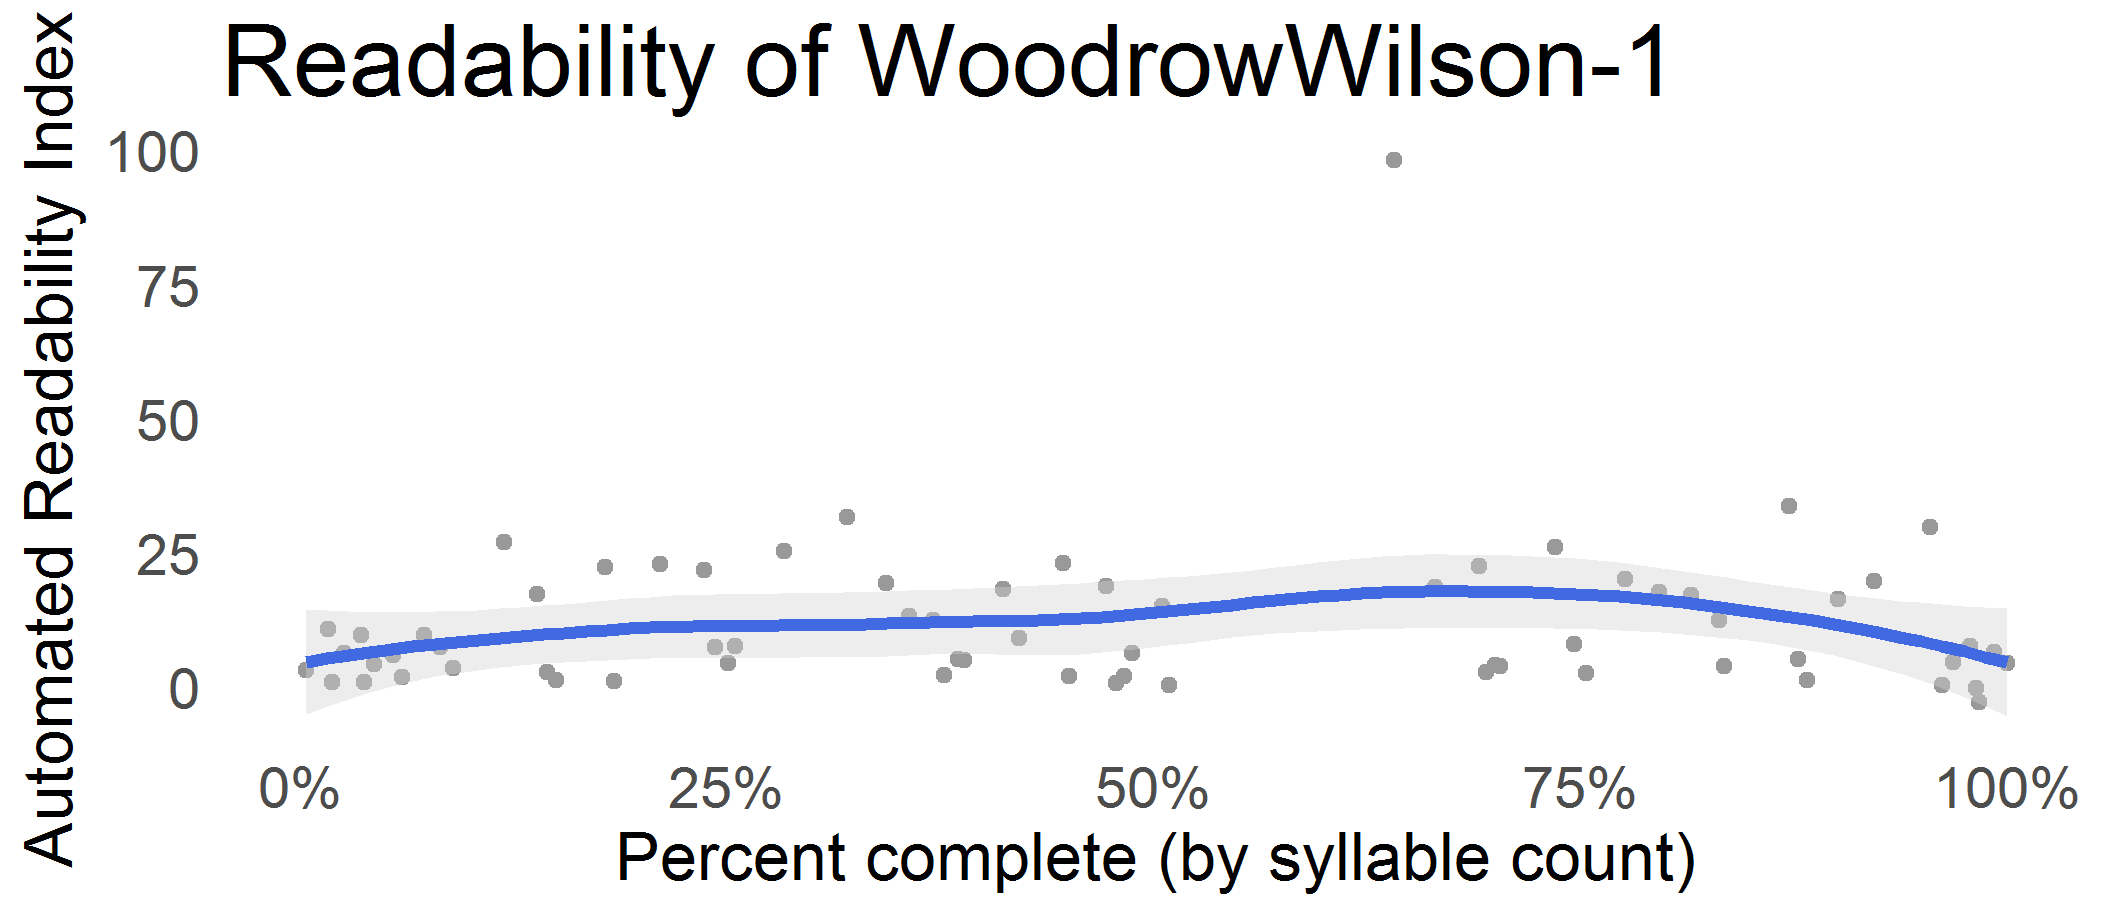 Readability of WoodrowWilson-1
Automated Readability Index
100
75
50
25
0
0% 25% 50% 75% 100%
Percent complete (by syllable count)